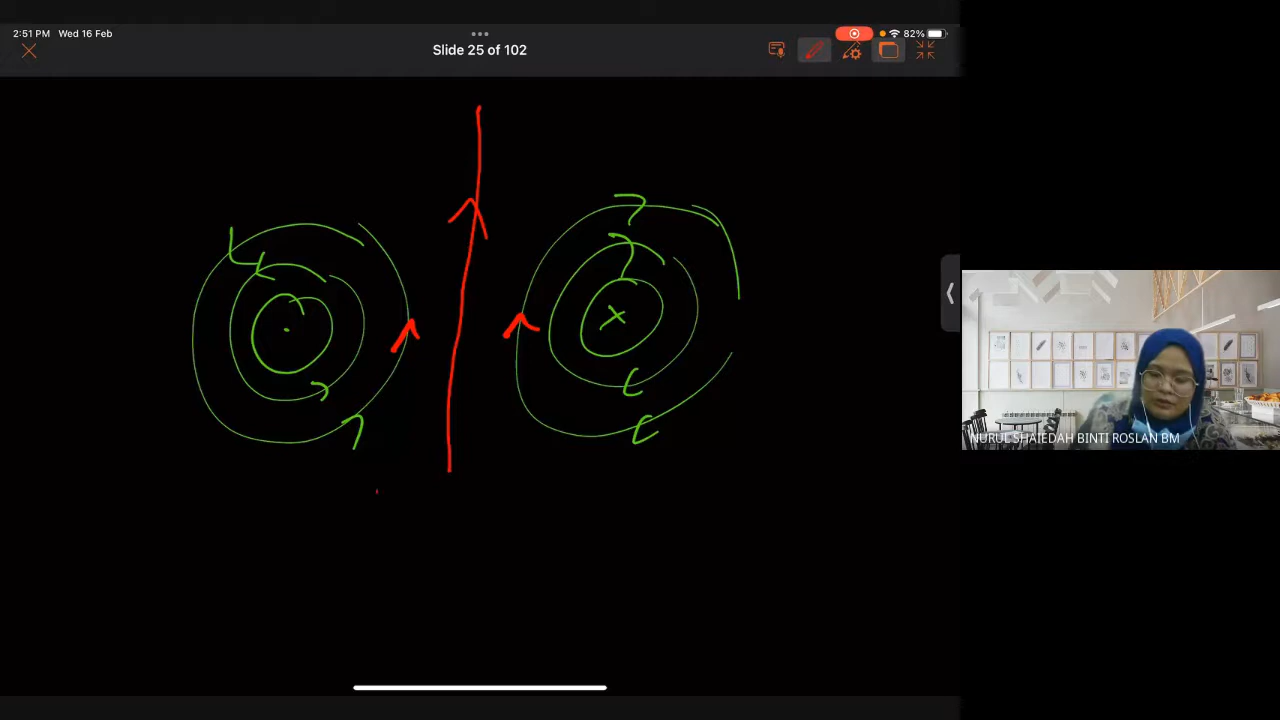 2:51 PM Wed 16 Feb
82%
Slide 25 of 102
NURUL SHAIEDAH BINTI ROSLAN BM